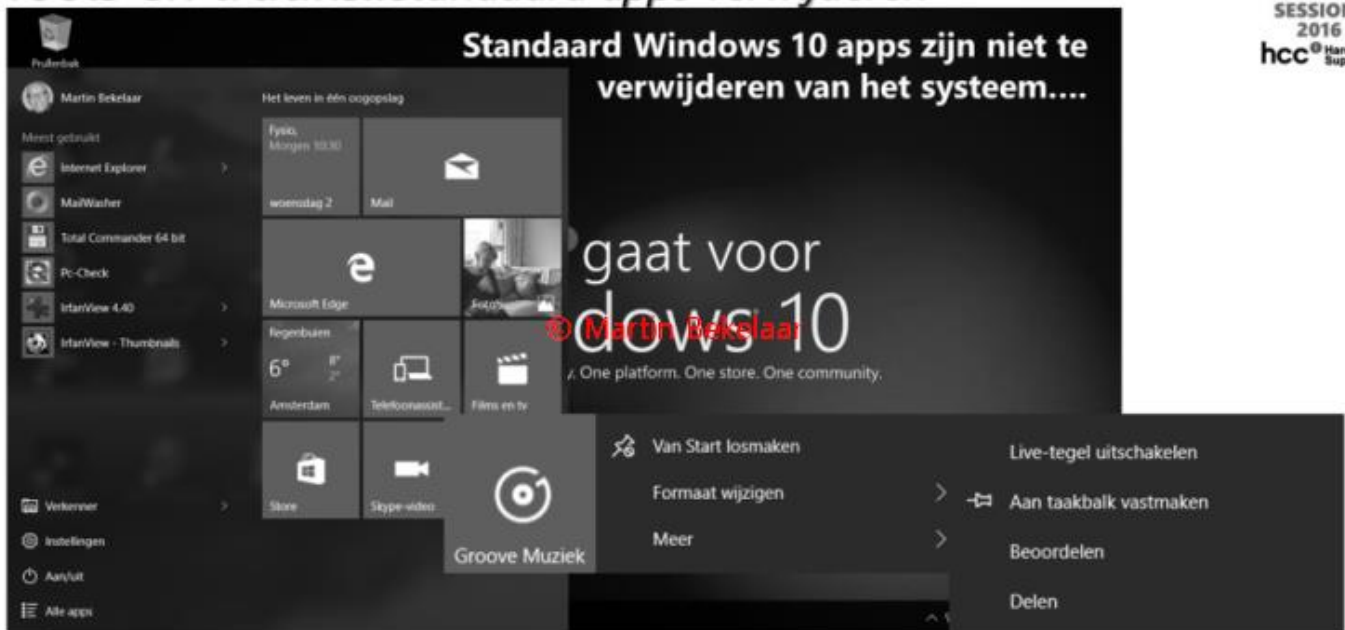 SESSION
2016
hcc
Standaard Windows 10 apps zijn niet te
verwijderen van het systeem....
Prullenbak
Martin Bekelaar
Meest gebruikt
Internet Explorer
MailWasher
Total Commander 64 bit
Pc-Check
IrfanView 4.40
IrfanView - Thumbnails
Verkenner
Instellingen
Aan/uit
Alle apps
Het leven in één oogopslag
Fysio,
Morgen 10:30
woensdag 2
Mail
Microsoft Edge
Regenbuien
6° 8°
2°
Amsterdam
Telefoonassist...
Films en tv
Store
Skype-video
gaat voor
dows 10
© Martin Bekelaar
. One platform. One store. One community.
Groove Muziek
Van Start losmaken
Formaat wijzigen
Meer
Live-tegel uitschakelen
Aan taakbalk vastmaken
Beoordelen
Delen